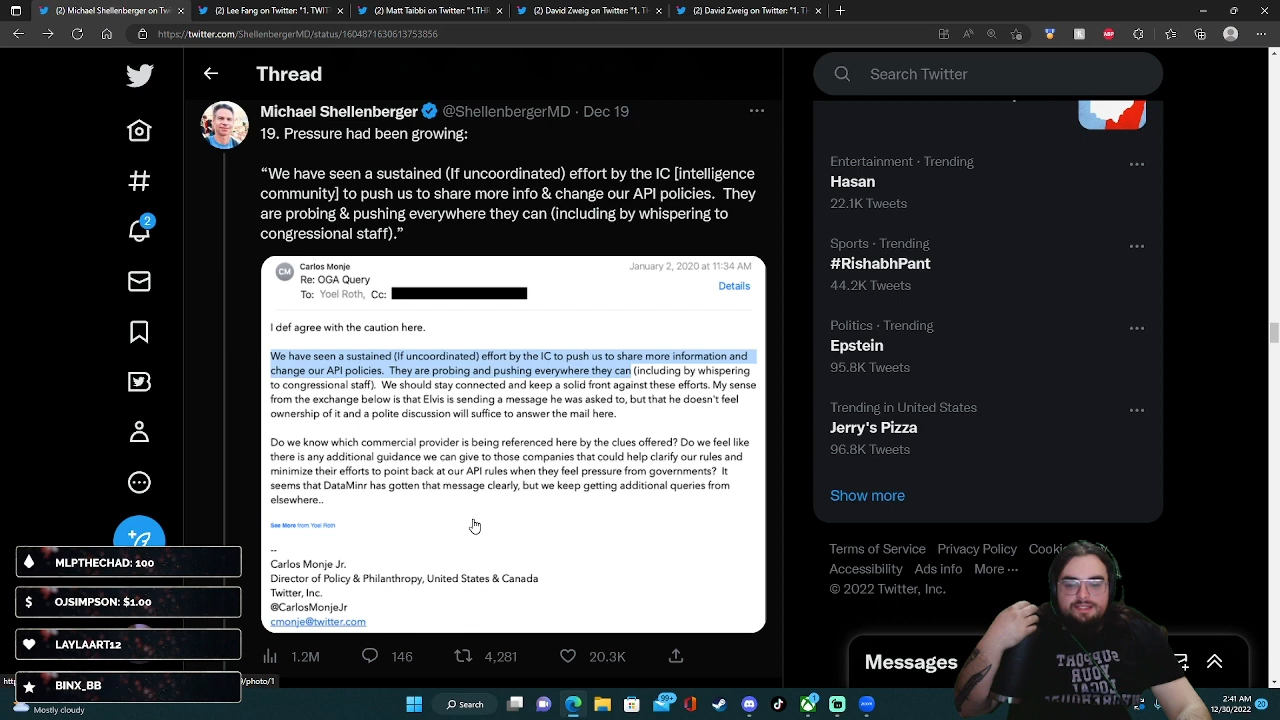 Michael Shellenberger on Tw
(2) Lee Fang on Twitter: "1. TWIT
(2) Matt Taibbi on Twitter: "1.THI
(2) David Zweig on Twitter: "1. T
(2) David Zweig on Twitter: "1. TH
https://twitter.com/ShellenbergerMD/status/1604871630613753856
Thread
Search Twitter
Michael Shellenberger @ShellenbergerMD · Dec 19
19. Pressure had been growing:
“We have seen a sustained (If uncoordinated) effort by the IC [intelligence
community] to push us to share more info & change our API policies. They
are probing & pushing everywhere they can (including by whispering to
congressional staff).”
CM
Carlos Monje
January 2, 2020 at 11:34 AM
Re: OGA Query
Details
To: Yoel Roth, Cc:
I def agree with the caution here.
We have seen a sustained (If uncoordinated) effort by the IC to push us to share more information and
change our API policies. They are probing and pushing everywhere they can (including by whispering
to congressional staff). We should stay connected and keep a solid front against these efforts. My sense
from the exchange below is that Elvis is sending a message he was asked to, but that he doesn't feel
ownership of it and a polite discussion will suffice to answer the mail here.
Do we know which commercial provider is being referenced here by the clues offered? Do we feel like
there is any additional guidance we can give to those companies that could help clarify our rules and
minimize their efforts to point back at our API rules when they feel pressure from governments? It
seems that DataMinr has gotten that message clearly, but we keep getting additional queries from
elsewhere..
See More from Yoel Roth
--
Carlos Monje Jr.
Director of Policy & Philanthropy, United States & Canada
Twitter, Inc.
@CarlosMonjeJr
cmonje@twitter.com
1.2M 146 4,281 20.3K
2
Entertainment · Trending
Hasan
22.1K Tweets
Sports · Trending
#RishabhPant
44.2K Tweets
Politics · Trending
Epstein
95.8K Tweets
Trending in United States
Jerry's Pizza
96.8K Tweets
Show more
Terms of Service Privacy Policy
Accessibility Ads info More ···
© 2022 Twitter, Inc.
Messages
MLPTHECHAD: 100
OJSIMPSON: $1.00
LAYLAART12
BINX_BB
/photo/1
Mostly cloudy
Search
99+
1
zoom
2:41 AM
12/30/2022
20
SUPPORT
YOUR
LOCAL